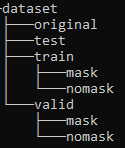 dataset
├──original
├──test
├──train
│   ├──mask
│   └──nomask
└──valid
    ├──mask
    └──nomask